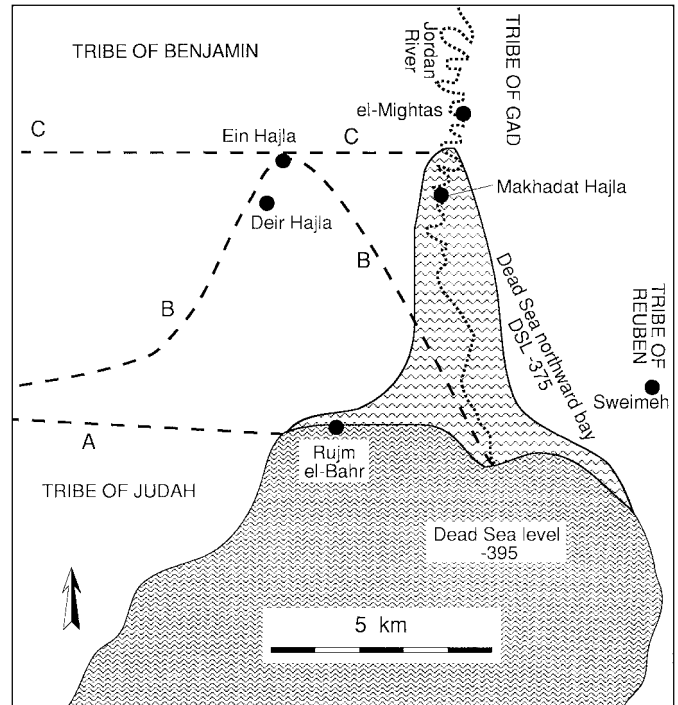 TRIBE OF BENJAMIN
Jordan
River
TRIBE OF GAD
el-Mightas
C
Ein Hajla
C
Makhadat Hajla
Deir Hajla
B
B
Dead Sea northward bay
DSL -375
TRIBE OF
REUBEN
Sweimeh
A
Rujm
el-Bahr
TRIBE OF JUDAH
Dead Sea level
-395
5 km